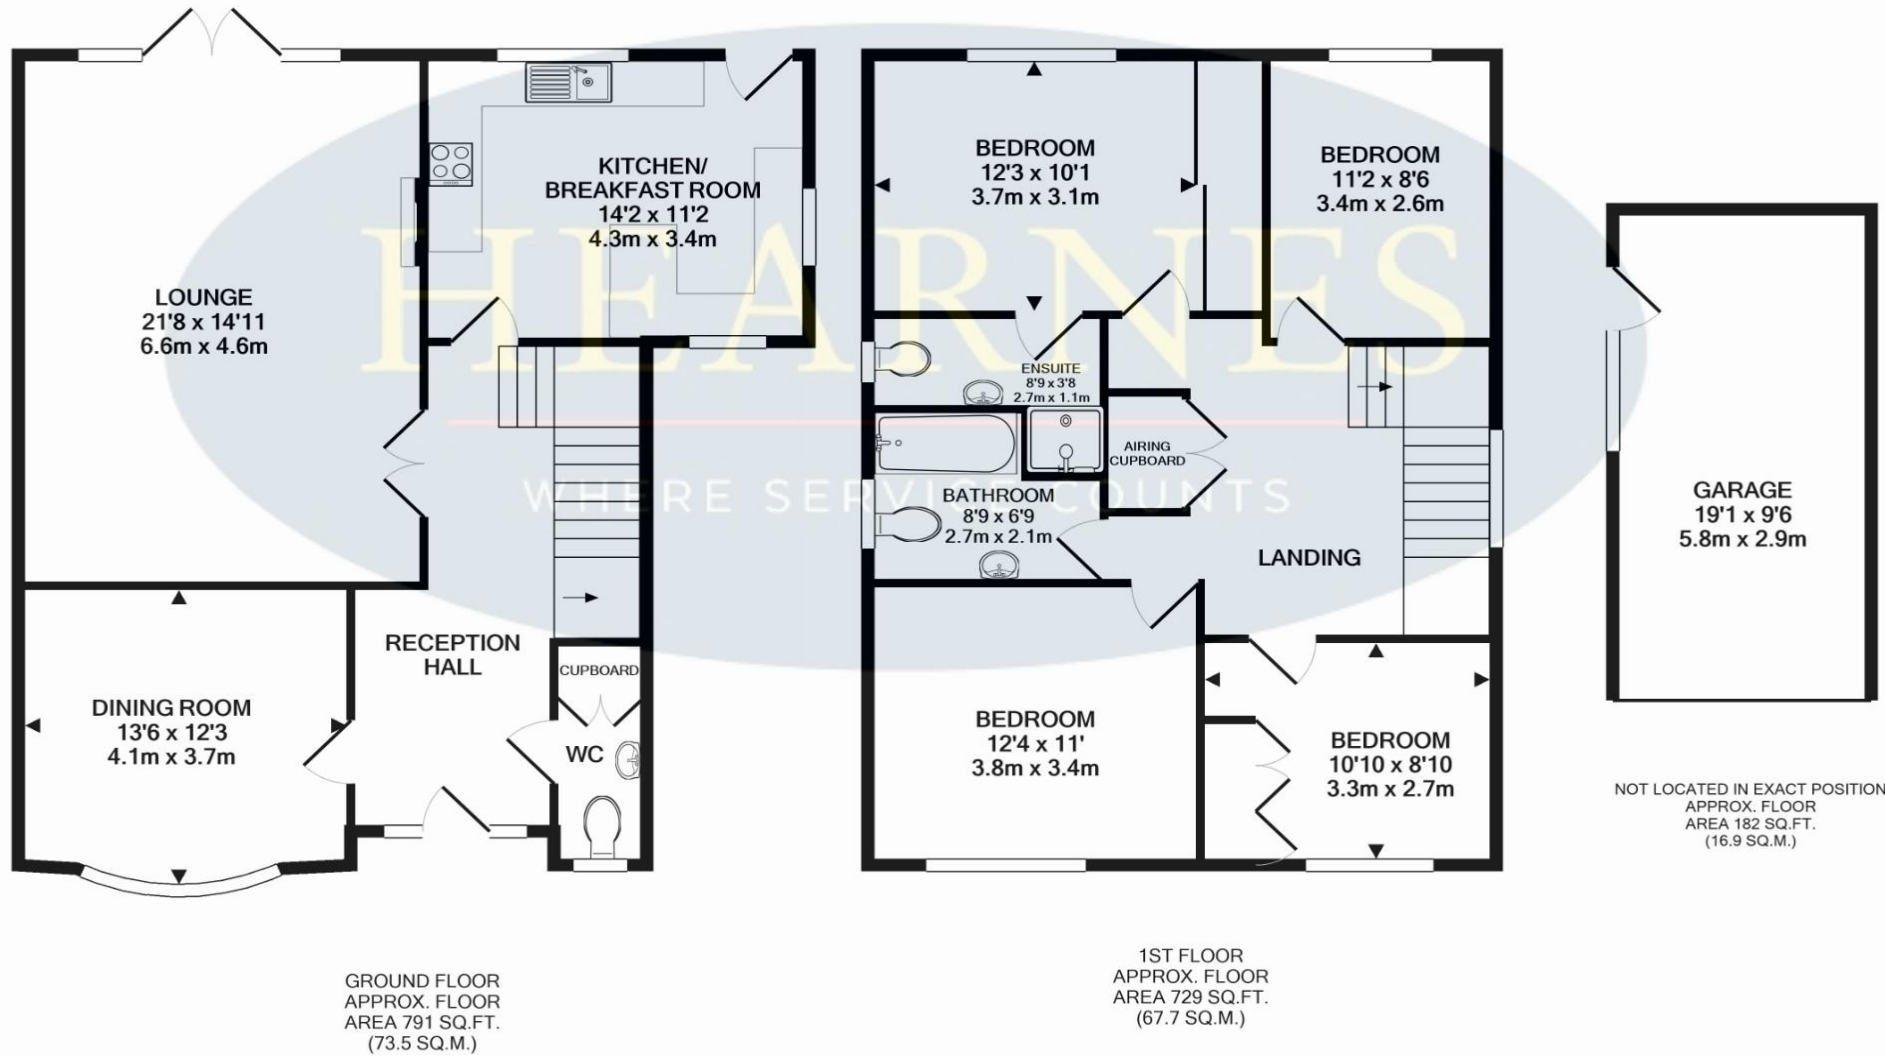 LOUNGE
21'8 x 14'11
6.6m x 4.6m
KITCHEN/
BREAKFAST ROOM
14'2 x 11'2
4.3m x 3.4m
DINING ROOM
13'6 x 12'3
4.1m x 3.7m
RECEPTION
HALL
CUPBOARD
WC
GROUND FLOOR
APPROX. FLOOR
AREA 791 SQ.FT.
(73.5 SQ.M.)
BEDROOM
12'3 x 10'1
3.7m x 3.1m
BEDROOM
11'2 x 8'6
3.4m x 2.6m
ENSUITE
8'9 x 3'8
2.7m x 1.1m
AIRING
CUPBOARD
BATHROOM
8'9 x 6'9
2.7m x 2.1m
LANDING
BEDROOM
12'4 x 11'
3.8m x 3.4m
BEDROOM
10'10 x 8'10
3.3m x 2.7m
1ST FLOOR
APPROX. FLOOR
AREA 729 SQ.FT.
(67.7 SQ.M.)
GARAGE
19'1 x 9'6
5.8m x 2.9m
NOT LOCATED IN EXACT POSITION
APPROX. FLOOR
AREA 182 SQ.FT.
(16.9 SQ.M.)
HEARNES
WHERE SERVICE COUNTS